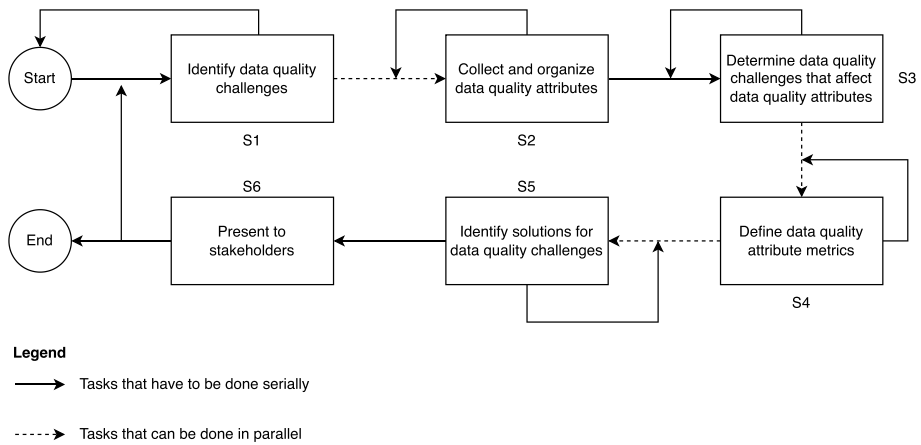 Start
Identify data quality
challenges
S1
Collect and organize
data quality attributes
S2
Determine data quality
challenges that affect
data quality attributes
S3
Define data quality
attribute metrics
S4
S5
Identify solutions for
data quality challenges
S6
Present to
stakeholders
End
Legend
Tasks that have to be done serially
Tasks that can be done in parallel